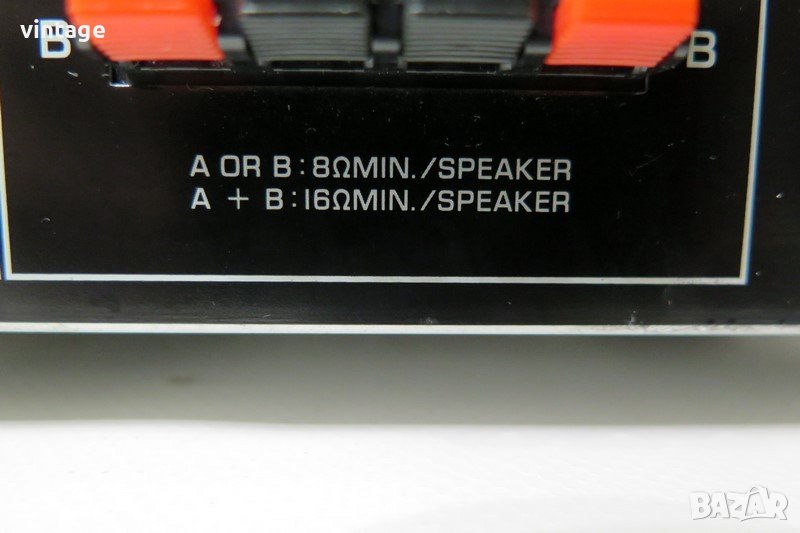 vintage
B B
A OR B : 8ΩMIN./SPEAKER
A + B : 16ΩMIN./SPEAKER
BAZAR